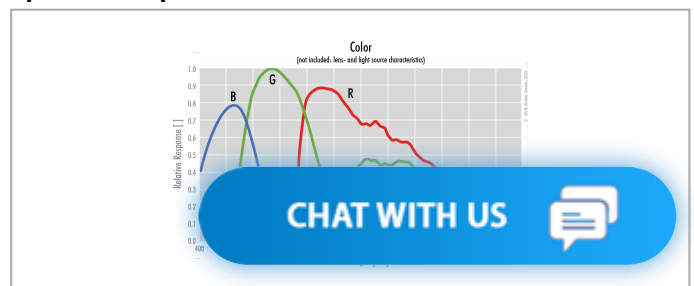 Color
(not included: lens- and light source characteristics)
1.0
0.9
0.8
0.7
0.6
0.5
0.4
0.3
0.2
0.1
0.0
Relative Response [ ]
B
G
R
400
CHAT WITH US